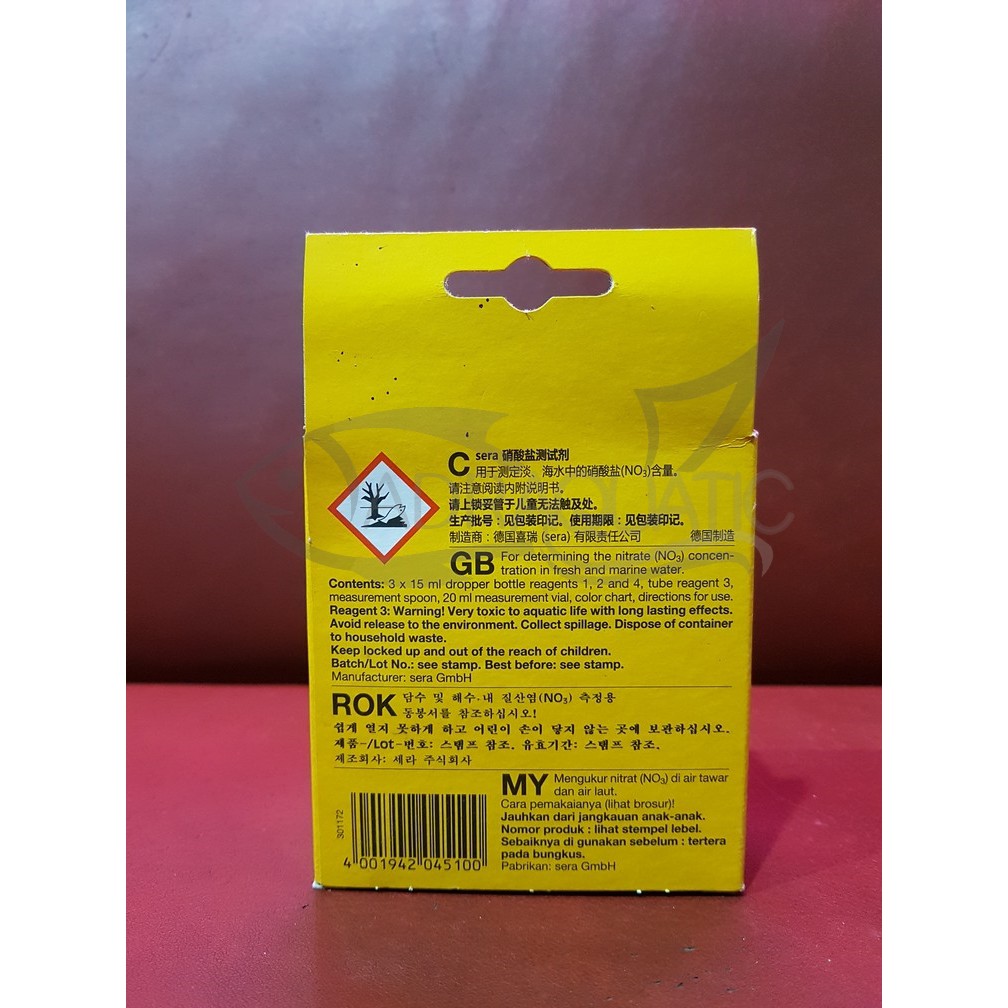 C sera 硝酸盐测试剂
用于测定淡、海水中的硝酸盐(NO₃)含量。
请注意阅读内附说明书。
请上锁妥管于儿童无法触及处。
生产批号：见包装印记。使用期限：见包装印记。
制造商：德国喜瑞 (sera) 有限责任公司 德国制造
GB For determining the nitrate (NO₃) concen-
tration in fresh and marine water.
Contents: 3 x 15 ml dropper bottle reagents 1, 2 and 4, tube reagent 3,
measurement spoon, 20 ml measurement vial, color chart, directions for use.
Reagent 3: Warning! Very toxic to aquatic life with long lasting effects.
Avoid release to the environment. Collect spillage. Dispose of container
to household waste.
Keep locked up and out of the reach of children.
Batch/Lot No.: see stamp. Best before: see stamp.
Manufacturer: sera GmbH
ROK 담수 및 해수.내 질산염(NO₃) 측정용
동봉서를 참조하십시오!
쉽게 열지 못하게 하고 어린이 손이 닿지 않는 곳에 보관하십시오.
제품-/Lot-번호: 스탬프 참조. 유효기간: 스탬프 참조.
제조회사: 세라 주식회사
MY Mengukur nitrat (NO₃) di air tawar
dan air laut.
Cara pemakaianya (lihat brosur)!
Jauhkan dari jangkauan anak-anak.
Nomor produk : lihat stempel lebel.
Sebaiknya di gunakan sebelum : tertera
pada bungkus.
Pabrikan: sera GmbH
301172
4 001942 045100